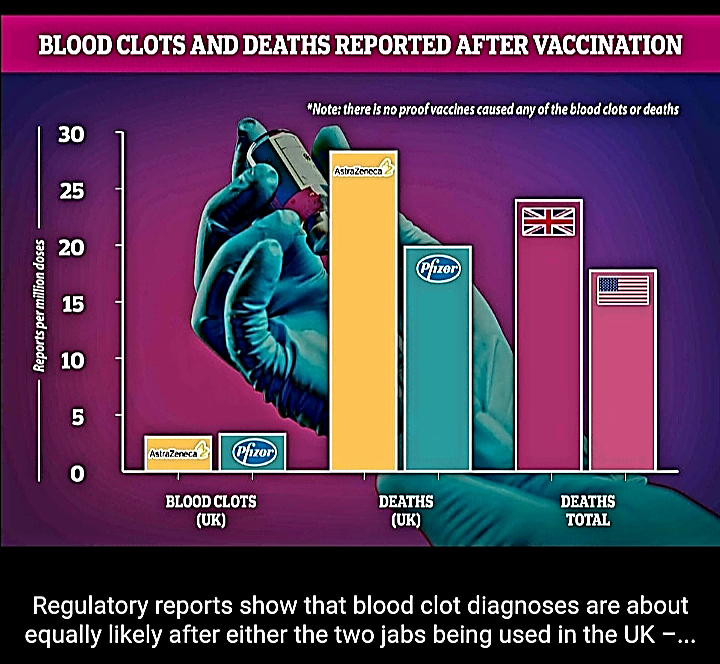 BLOOD CLOTS AND DEATHS REPORTED AFTER VACCINATION
*Note: there is no proof vaccines caused any of the blood clots or deaths
Reports per million doses
30
25
20
15
10
5
0
AstraZeneca
Pfizer
AstraZeneca
Pfizer
BLOOD CLOTS
(UK)
DEATHS
(UK)
DEATHS
TOTAL
Regulatory reports show that blood clot diagnoses are about
equally likely after either the two jabs being used in the UK –...